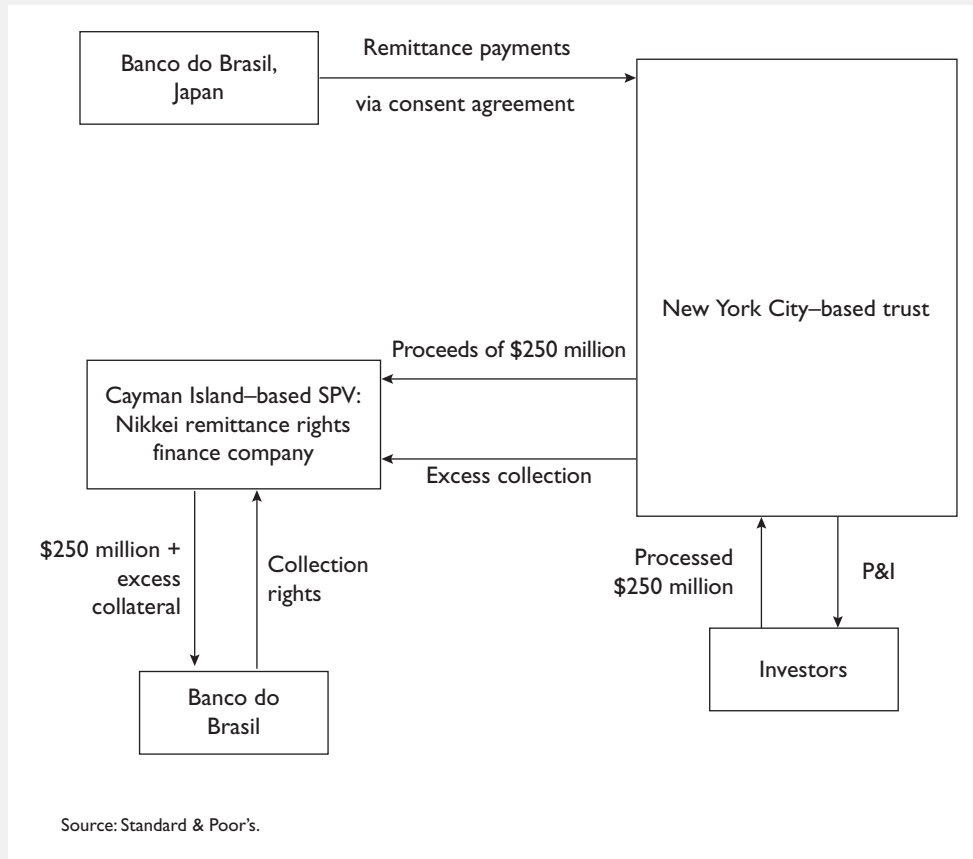 Banco do Brasil,
Japan
Remittance payments
via consent agreement
New York City–based trust
Proceeds of $250 million
Cayman Island–based SPV:
Nikkei remittance rights
finance company
Excess collection
$250 million +
excess
collateral
Collection
rights
Processed
$250 million
P&I
Investors
Banco do
Brasil
Source: Standard & Poor's.